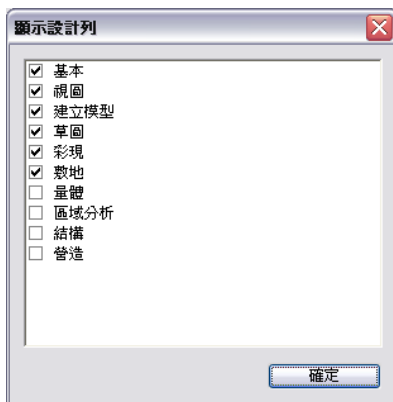 顯示設計列
基本
視圖
建立模型
草圖
彩現
敷地
量體
區域分析
結構
營造
確定